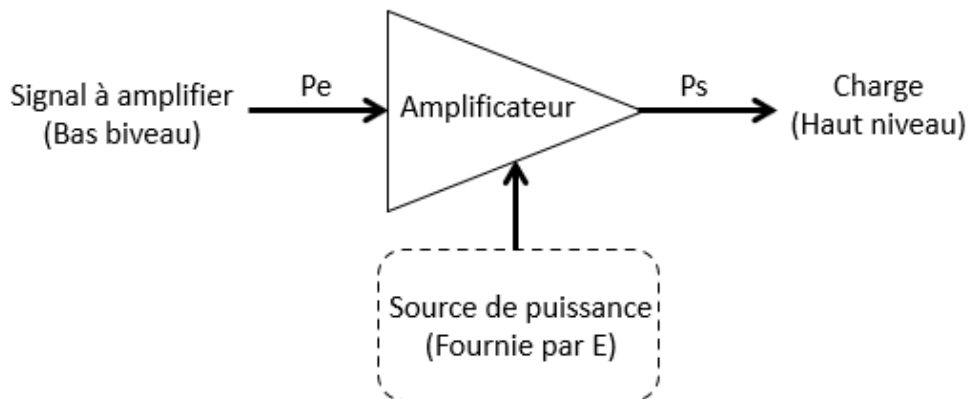 Signal à amplifier
(Bas biveau)
Pe
Amplificateur
Ps
Charge
(Haut niveau)
Source de puissance
(Fournie par E)